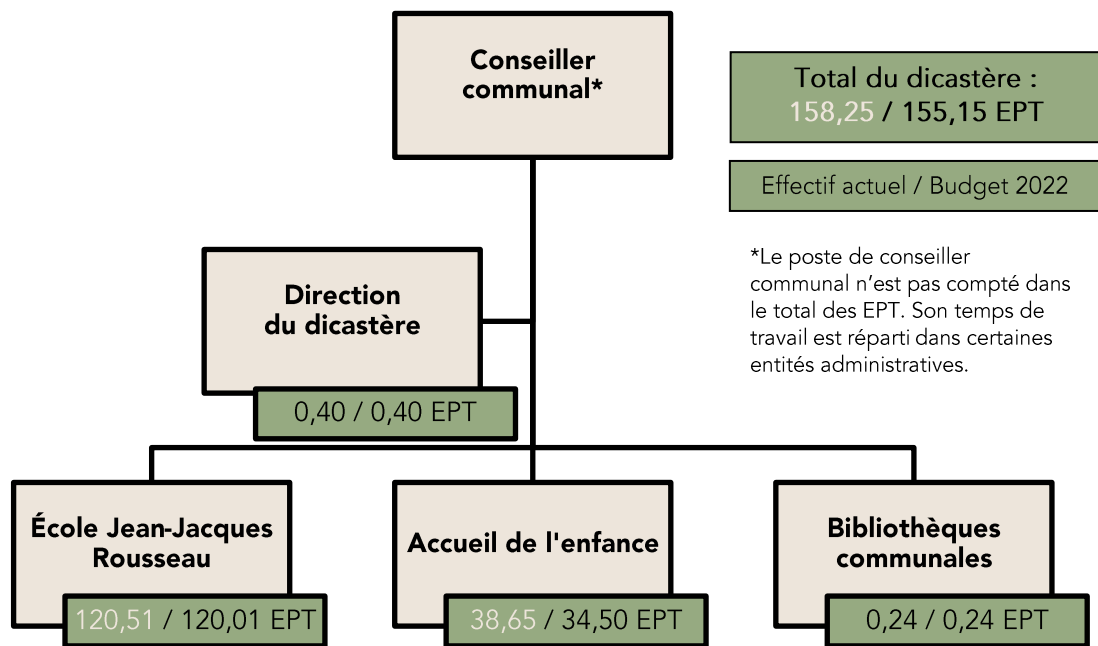 Conseiller
communal*
Total du dicastère :
158,25 / 155,15 EPT
Effectif actuel / Budget 2022
*Le poste de conseiller
communal n’est pas compté dans
le total des EPT. Son temps de
travail est réparti dans certaines
entités administratives.
Direction
du dicastère
0,40 / 0,40 EPT
École Jean-Jacques
Rousseau
120,51 / 120,01 EPT
Accueil de l'enfance
38,65 / 34,50 EPT
Bibliothèques
communales
0,24 / 0,24 EPT